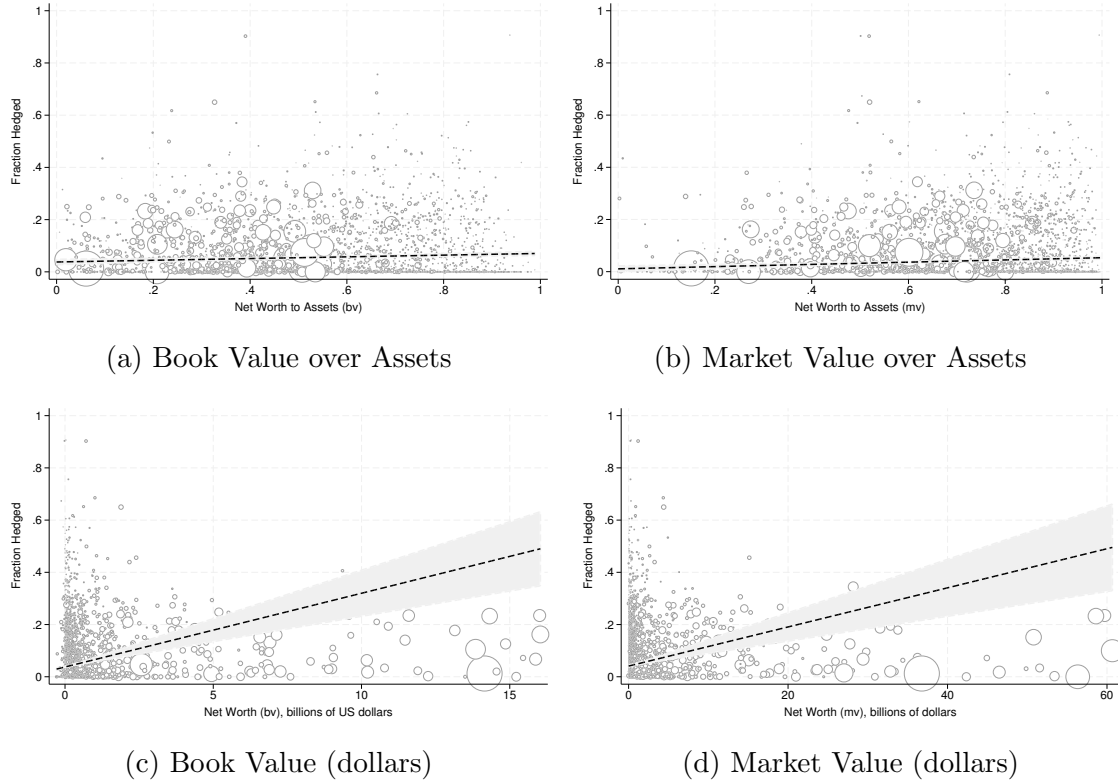 1
.8
.6
.4
.2
0
Fraction Hedged
0 .2 .4 .6 .8 1
Net Worth to Assets (bv)
(a) Book Value over Assets
1
.8
.6
.4
.2
0
Fraction Hedged
0 .2 .4 .6 .8 1
Net Worth to Assets (mv)
(b) Market Value over Assets
1
.8
.6
.4
.2
0
Fraction Hedged
0 5 10 15
Net Worth (bv), billions of US dollars
(c) Book Value (dollars)
1
.8
.6
.4
.2
0
Fraction Hedged
0 20 40 60
Net Worth (mv), billions of dollars
(d) Market Value (dollars)